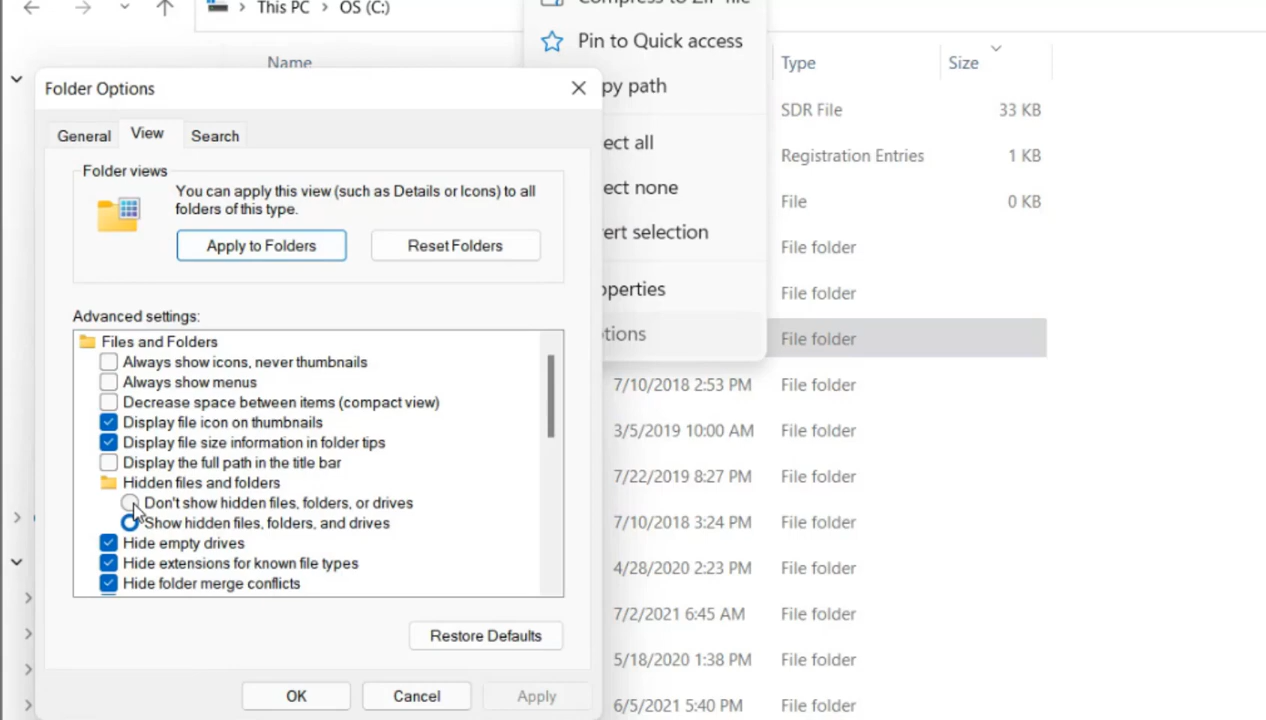 This PC > OS (C:)
Compress to ZIP file
Pin to Quick access
py path
ect all
ect none
ert selection
operties
tions
Name
Type
Size
Folder Options
General
View
Search
Folder views
You can apply this view (such as Details or Icons) to all
folders of this type.
Apply to Folders
Reset Folders
Advanced settings:
Files and Folders
Always show icons, never thumbnails
Always show menus
Decrease space between items (compact view)
Display file icon on thumbnails
Display file size information in folder tips
Display the full path in the title bar
Hidden files and folders
Don't show hidden files, folders, or drives
Show hidden files, folders, and drives
Hide empty drives
Hide extensions for known file types
Hide folder merge conflicts
Restore Defaults
OK
Cancel
Apply
SDR File 33 KB
Registration Entries 1 KB
File 0 KB
File folder
File folder
File folder
7/10/2018 2:53 PM File folder
3/5/2019 10:00 AM File folder
7/22/2019 8:27 PM File folder
7/10/2018 3:24 PM File folder
4/28/2020 2:23 PM File folder
7/2/2021 6:45 AM File folder
5/18/2020 1:38 PM File folder
6/5/2021 5:40 PM File folder